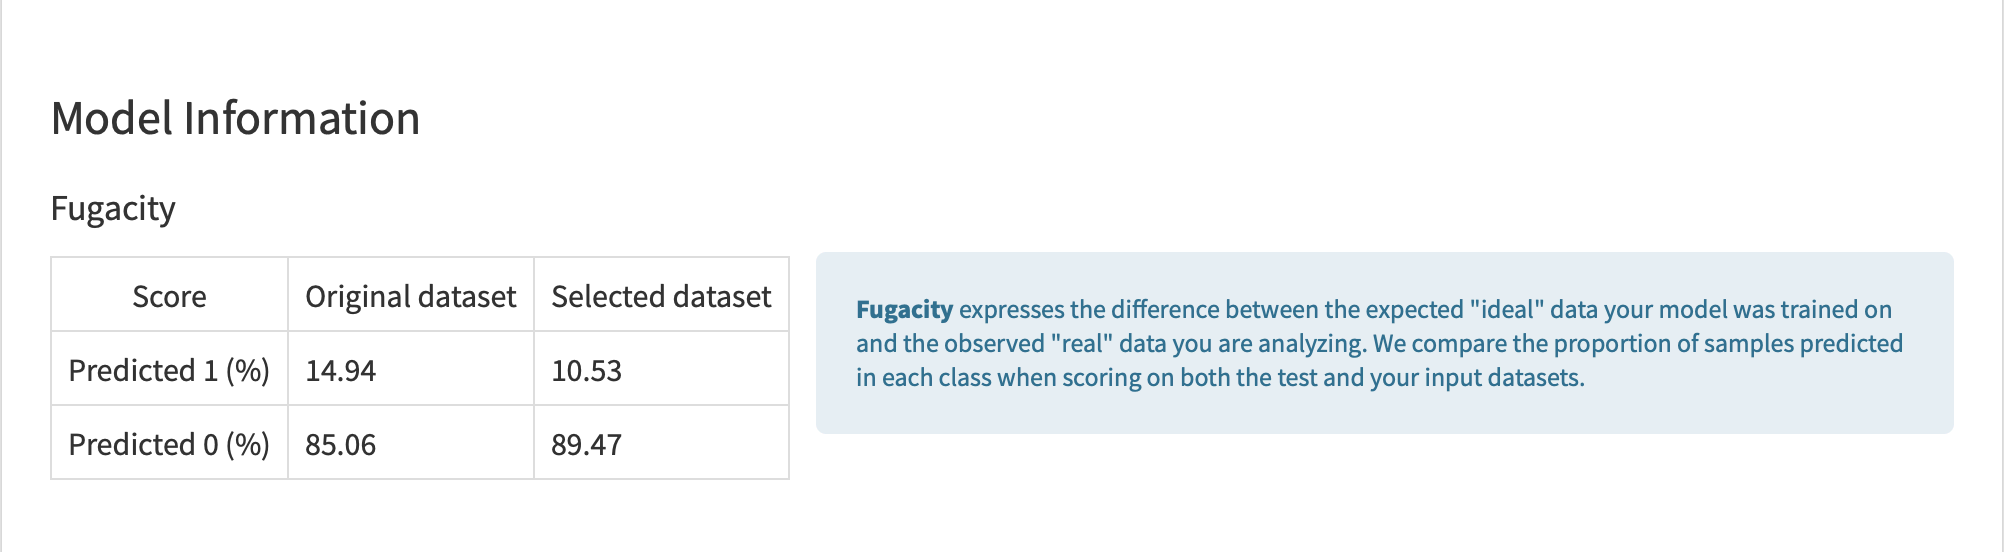 Model Information
Fugacity
Score Original dataset Selected dataset
Predicted 1 (%) 14.94 10.53
Predicted 0 (%) 85.06 89.47
Fugacity expresses the difference between the expected "ideal" data your model was trained on
and the observed "real" data you are analyzing. We compare the proportion of samples predicted
in each class when scoring on both the test and your input datasets.